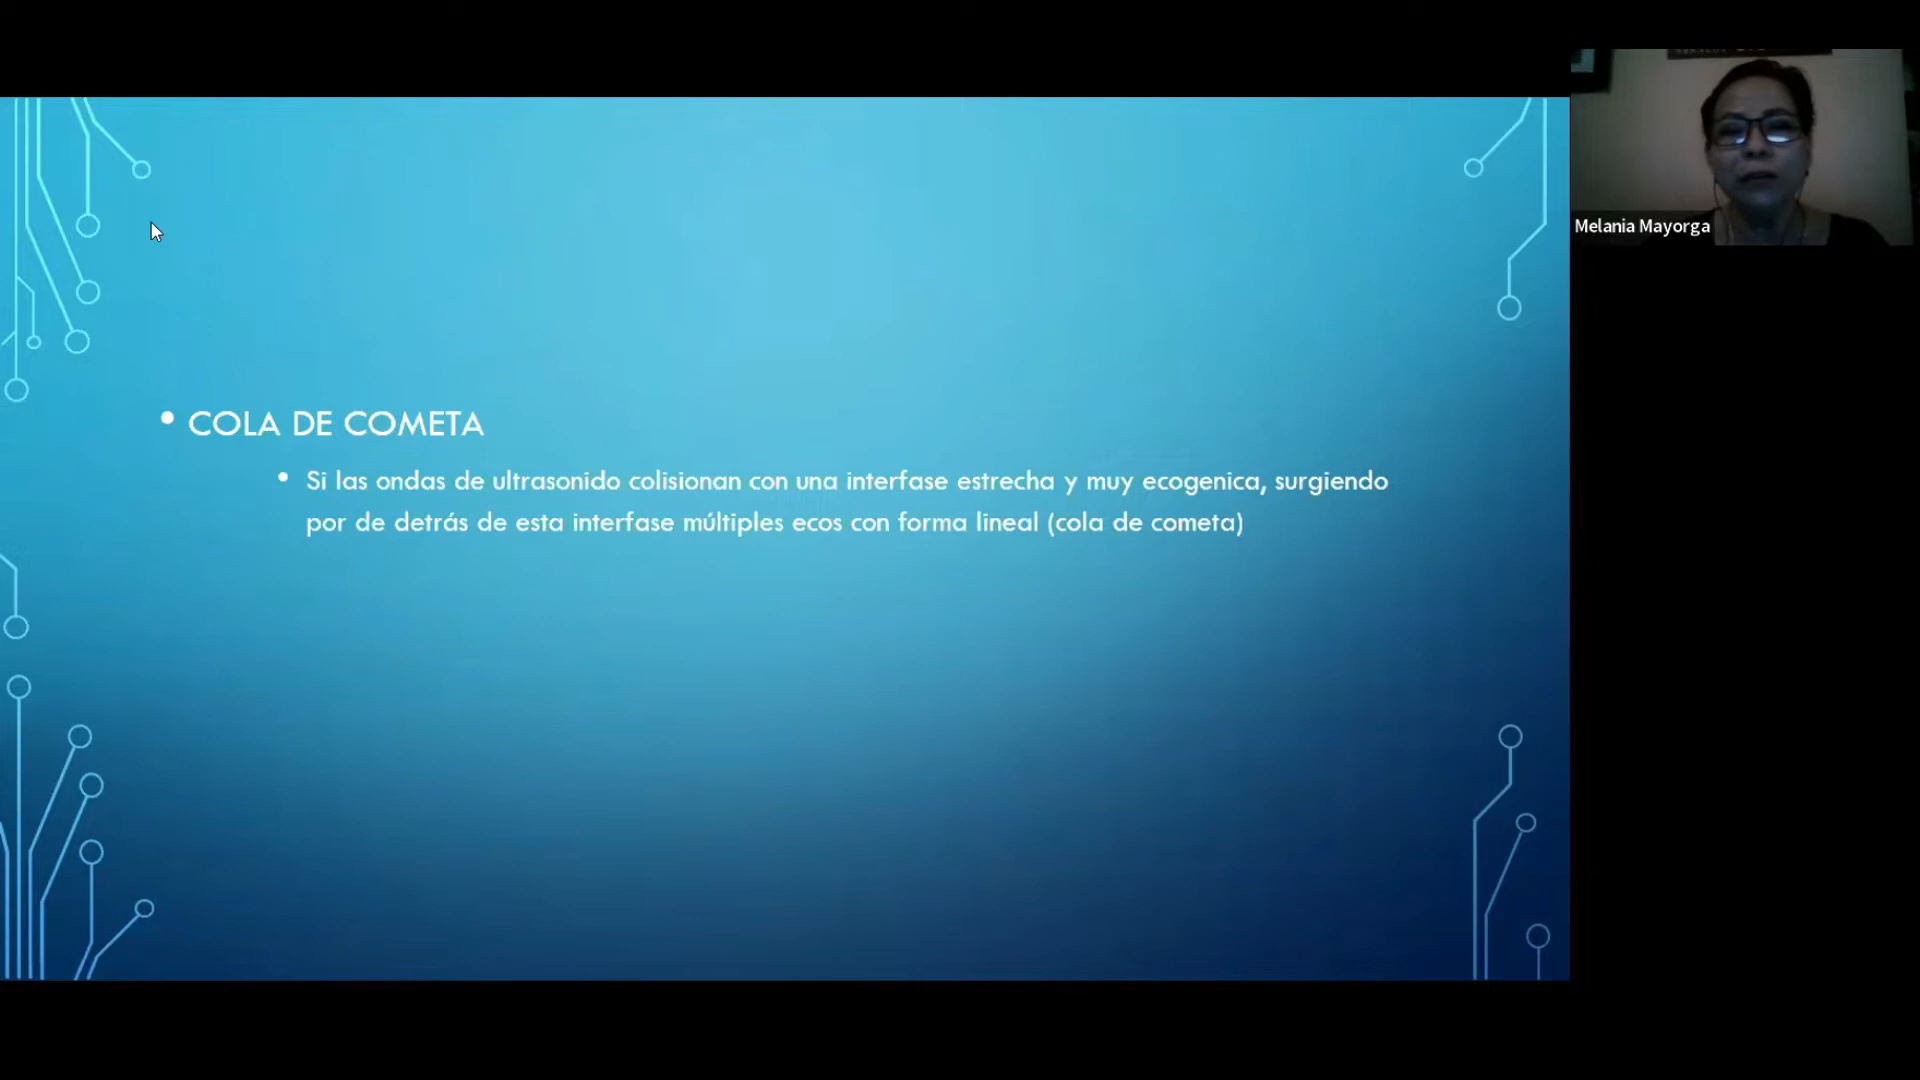 COLA DE COMETA
Si las ondas de ultrasonido colisionan con una interfase estrecha y muy ecogenica, surgiendo
por de detrás de esta interfase múltiples ecos con forma lineal (cola de cometa)
Melania Mayorga